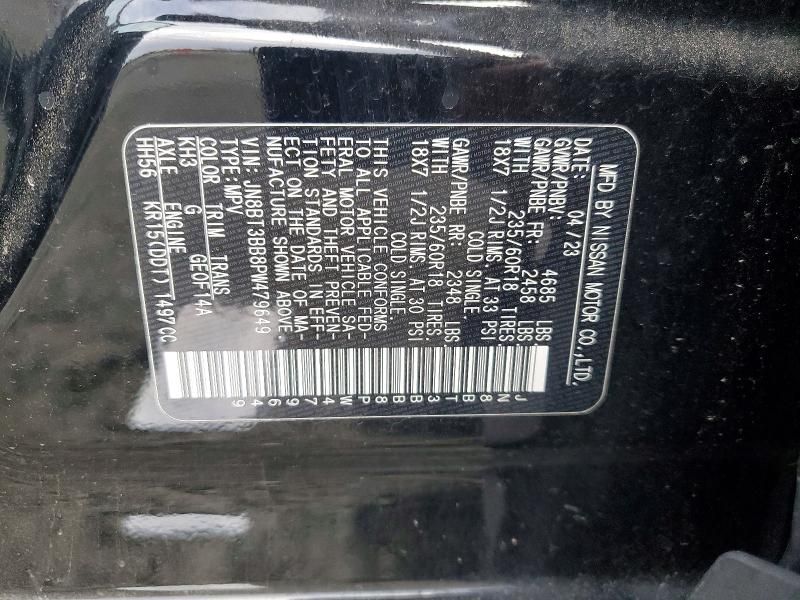 MFD BY NISSAN MOTOR CO.,LTD.
DATE: 04/23
GVWR/PNBV: 4685 LBS
GAWR/PNBE FR: 2458 LBS.
WITH 235/60R18 TIRES
18X7 1/2J RIMS, AT 33 PSI
COLD SINGLE
GAWR/PNBE RR: 2348 LBS
WITH 235/60R18, TIRES.
18X7 1/2J RIMS, AT 30 PSI
COLD SINGLE
THIS VEHICLE CONFORMS
TO ALL APPLICABLE FED-
ERAL MOTOR VEHICLE SA-
FETY AND THEFT PREVEN-
TION STANDARDS IN EFF-
ECT ON THE DATE OF MA-
NUFACTURE SHOWN ABOVE.
VIN: JN8BT3BB8PW479649
TYPE: MPV
COLOR TRIM TRANS
KH3 G GE0FT4A
AXLE ENGINE
HH56 KR15(DDT) 1497CC
JN8BT3BB8PW479649